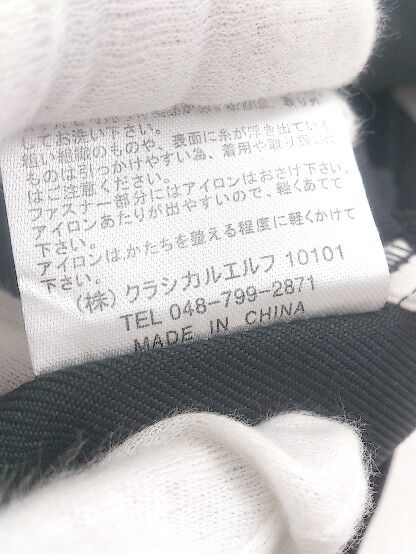 してお洗い下さい。
粗い組織のものや、表面に糸が浮き出ていく
ものは引っかけやすい為、着用や取り扱いに
はご注意ください。
ファスナー部分にはアイロンはおさけ下さい。
アイロンあたりが出やすいので、軽くあてて
下さい。
アイロンは、かたちを整える程度に軽くかけて
下さい。
(株)クラシカルエルフ 10101
TEL 048-799-2871
MADE IN CHINA